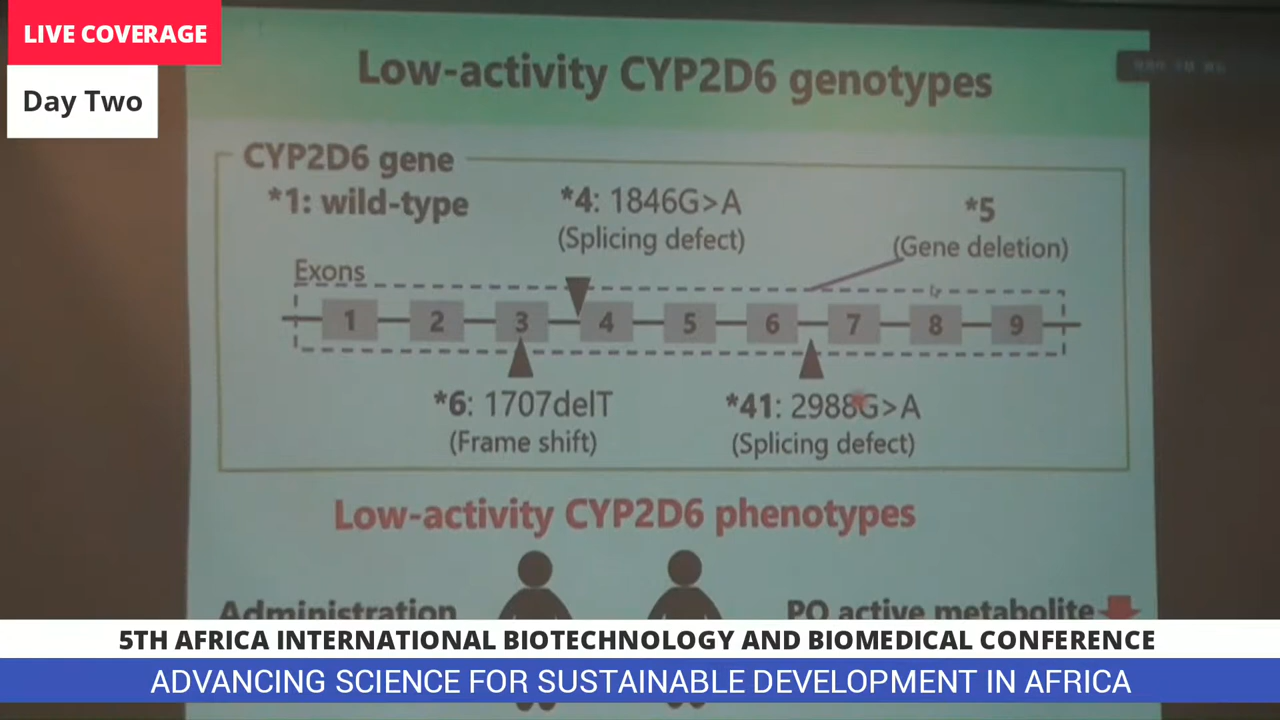 LIVE COVERAGE
Day Two
Low-activity CYP2D6 genotypes
CYP2D6 gene
*1: wild-type
*4: 1846G>A
(Splicing defect)
*5
(Gene deletion)
Exons
1 2 3 4 5 6 7 8 9
*6: 1707delT
(Frame shift)
*41: 2988G>A
(Splicing defect)
Low-activity CYP2D6 phenotypes
Administration
PQ active metabolite
5TH AFRICA INTERNATIONAL BIOTECHNOLOGY AND BIOMEDICAL CONFERENCE
ADVANCING SCIENCE FOR SUSTAINABLE DEVELOPMENT IN AFRICA